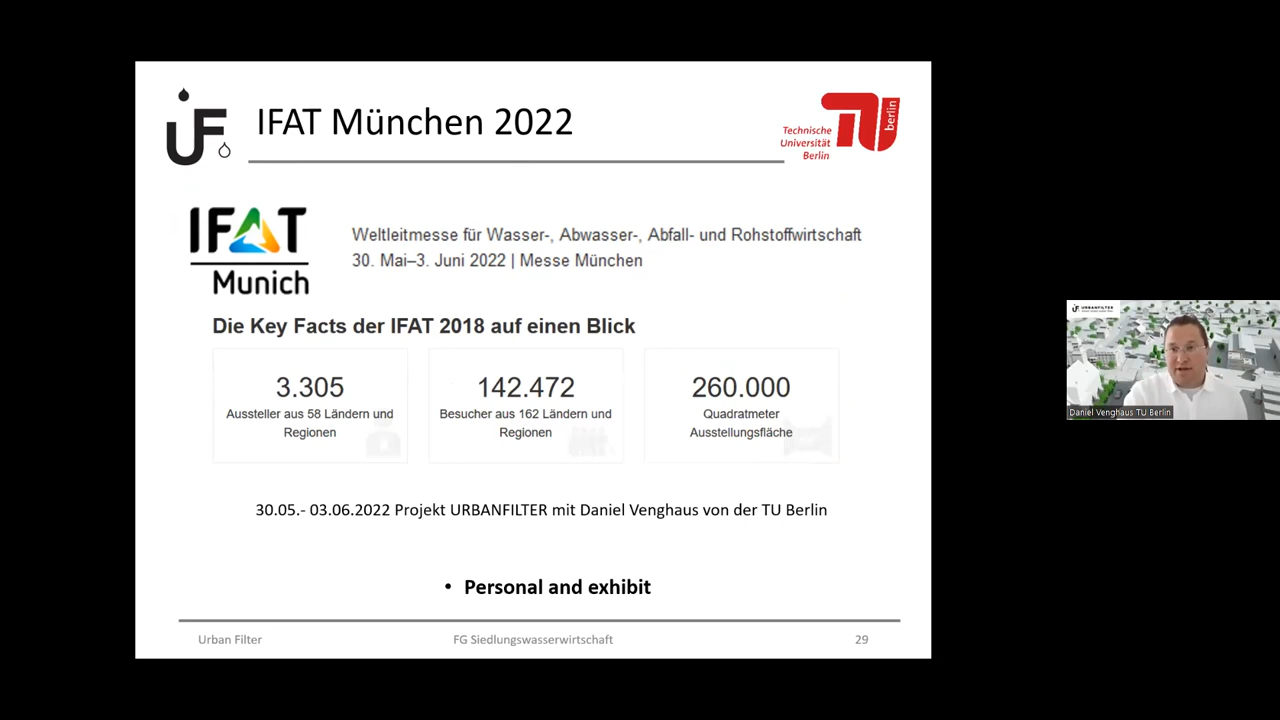 UF
IFAT München 2022
berlin
Technische
Universität
Berlin
IFAT
Munich
Weltleitmesse für Wasser-, Abwasser-, Abfall- und Rohstoffwirtschaft
30. Mai–3. Juni 2022 | Messe München
Die Key Facts der IFAT 2018 auf einen Blick
3.305
Aussteller aus 58 Ländern und
Regionen
142.472
Besucher aus 162 Ländern und
Regionen
260.000
Quadratmeter
Ausstellungsfläche
30.05.- 03.06.2022 Projekt URBANFILTER mit Daniel Venghaus von der TU Berlin
• Personal and exhibit
Urban Filter
FG Siedlungswasserwirtschaft
29
URBANFILTER
Daniel Venghaus TU Berlin